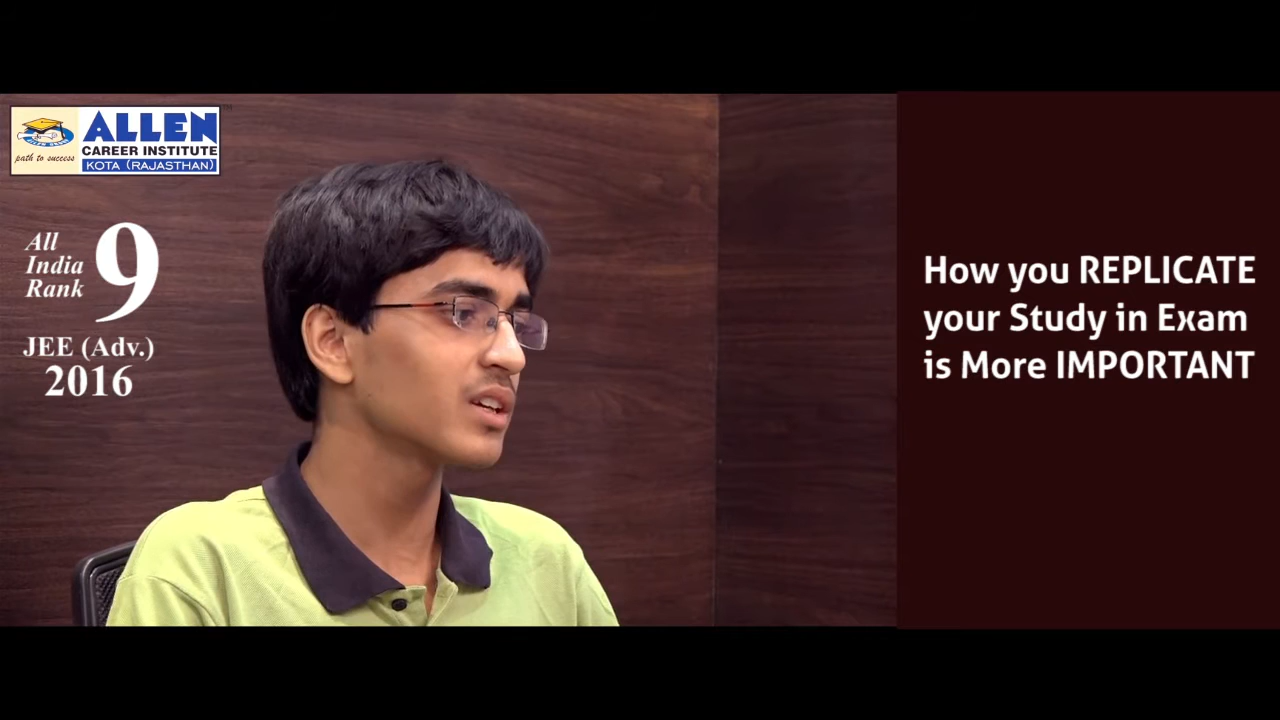 ALLEN
CAREER INSTITUTE
KOTA (RAJASTHAN)
path to success
All
India
Rank
9
JEE (Adv.)
2016
How you REPLICATE
your Study in Exam
is More IMPORTANT